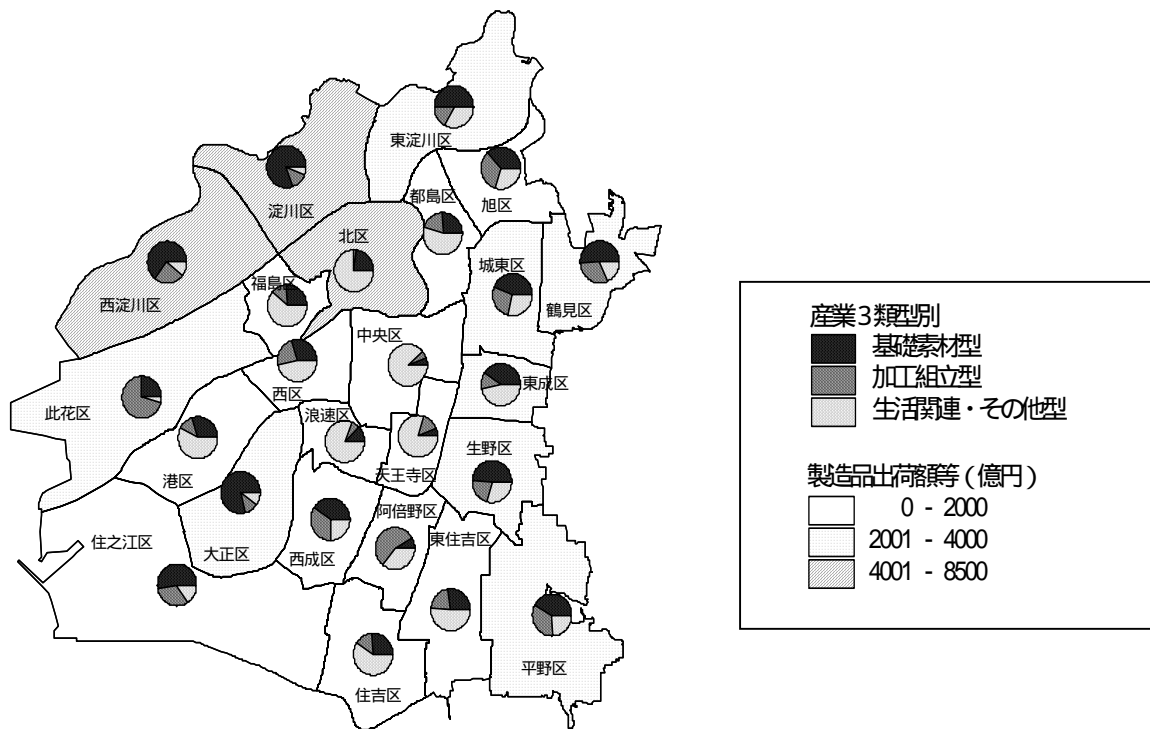 東淀川区
都島区
旭区
淀川区
北区
城東区
福島区
西淀川区
鶴見区
中央区
西区
東成区
此花区
浪速区
生野区
天王寺区
港区
阿倍野区
東住吉区
住之江区
大正区
西成区
平野区
住吉区
産業3類型別
基礎素材型
加工組立型
生活関連・その他型
製造品出荷額等(億円)
0 - 2000
2001 - 4000
4001 - 8500